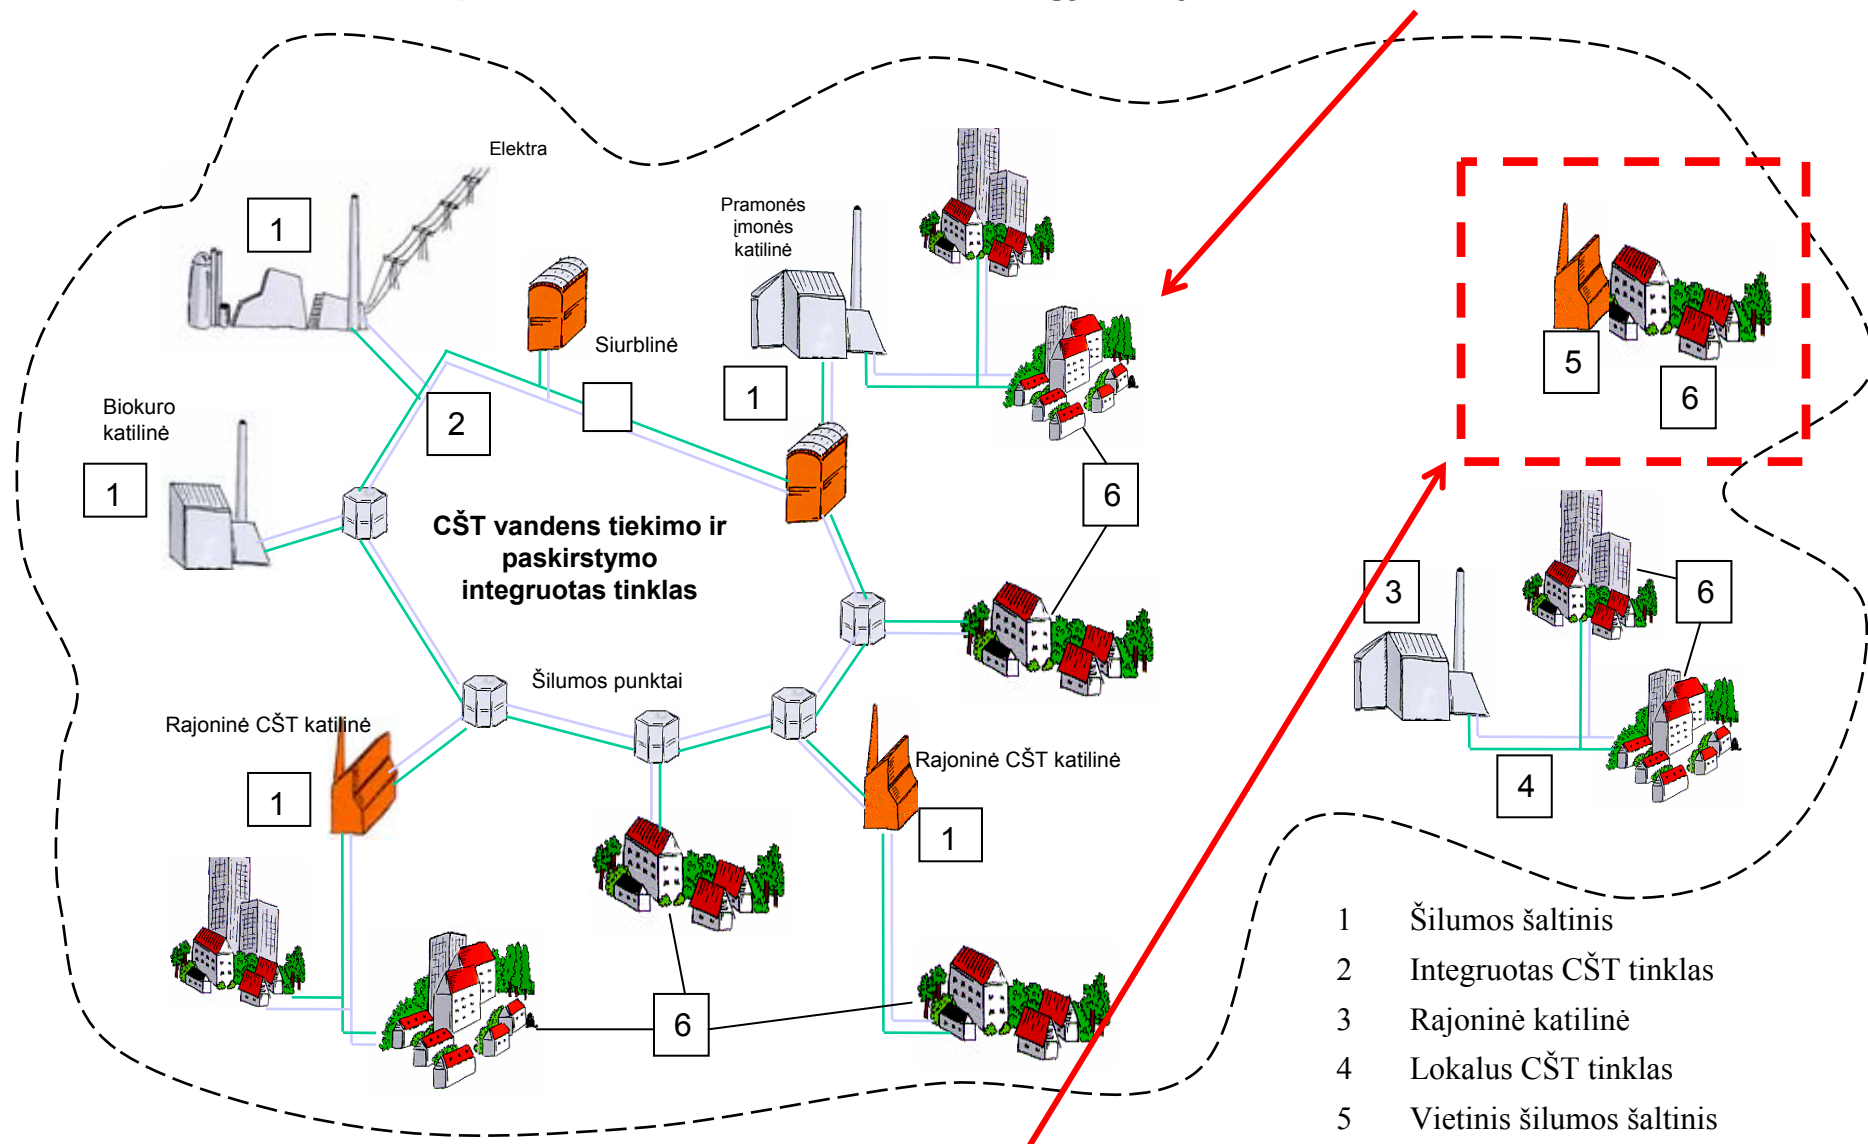 Elektra
1
Pramonės
įmonės
katilinė
Siurblinė
1
2
Biokuro
katilinė
1
5
6
6
CŠT vandens tiekimo ir
paskirstymo
integruotas tinklas
3
6
Šilumos punktai
Rajoninė CŠT katilinė
Rajoninė CŠT katilinė
1
1
4
6
1 Šilumos šaltinis
2 Integruotas CŠT tinklas
3 Rajoninė katilinė
4 Lokalus CŠT tinklas
5 Vietinis šilumos šaltinis